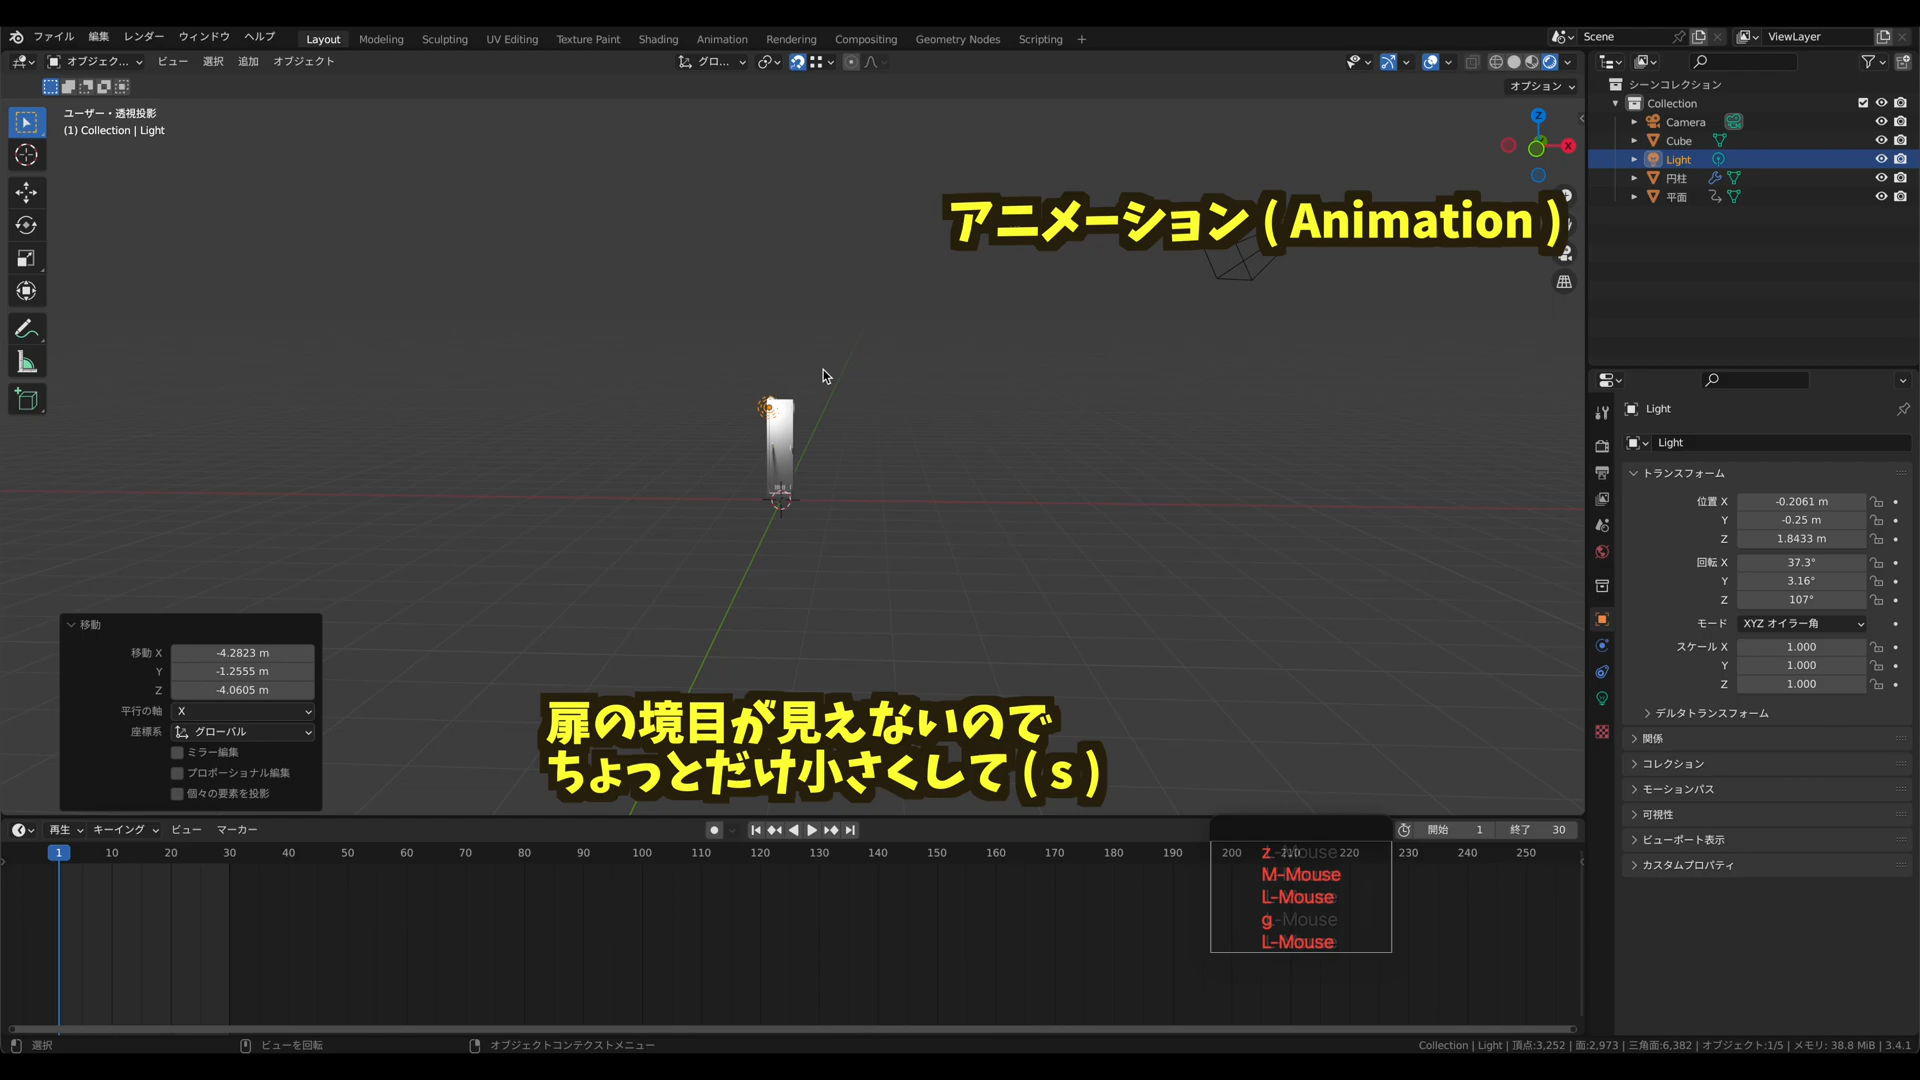 ファイル 編集 レンダー ウィンドウ ヘルプ Layout Modeling Sculpting UV Editing Texture Paint Shading Animation Rendering Compositing Geometry Nodes Scripting + Scene ViewLayer
オブジェク... ビュー 選択 追加 オブジェクト グロ...
オプション
ユーザー・透視投影
(1) Collection | Light
Z
X
アニメーション ( Animation )
シーンコレクション
Collection
Camera
Cube
Light
円柱
平面
Light
Light
トランスフォーム
位置 X -0.2061 m
Y -0.25 m
Z 1.8433 m
回転 X 37.3°
Y 3.16°
Z 107°
モード XYZ オイラー角
スケール X 1.000
Y 1.000
Z 1.000
デルタトランスフォーム
関係
コレクション
モーションパス
可視性
ビューポート表示
カスタムプロパティ
移動
移動 X -4.2823 m
Y -1.2555 m
Z -4.0605 m
平行の軸 X
座標系 グローバル
ミラー編集
プロポーショナル編集
個々の要素を投影
扉の境目が見えないので
ちょっとだけ小さくして ( s )
再生 キーイング ビュー マーカー 開始 1 終了 30
1 10 20 30 40 50 60 70 80 90 100 110 120 130 140 150 160 170 180 190 200 210 220 230 240 250
z
M-Mouse
L-Mouse
g
L-Mouse
選択 ビューを回転 オブジェクトコンテクストメニュー Collection | Light | 頂点:3,252 | 面:2,973 | 三角面:6,382 | オブジェクト:1/5 | メモリ: 38.8 MiB | 3.4.1